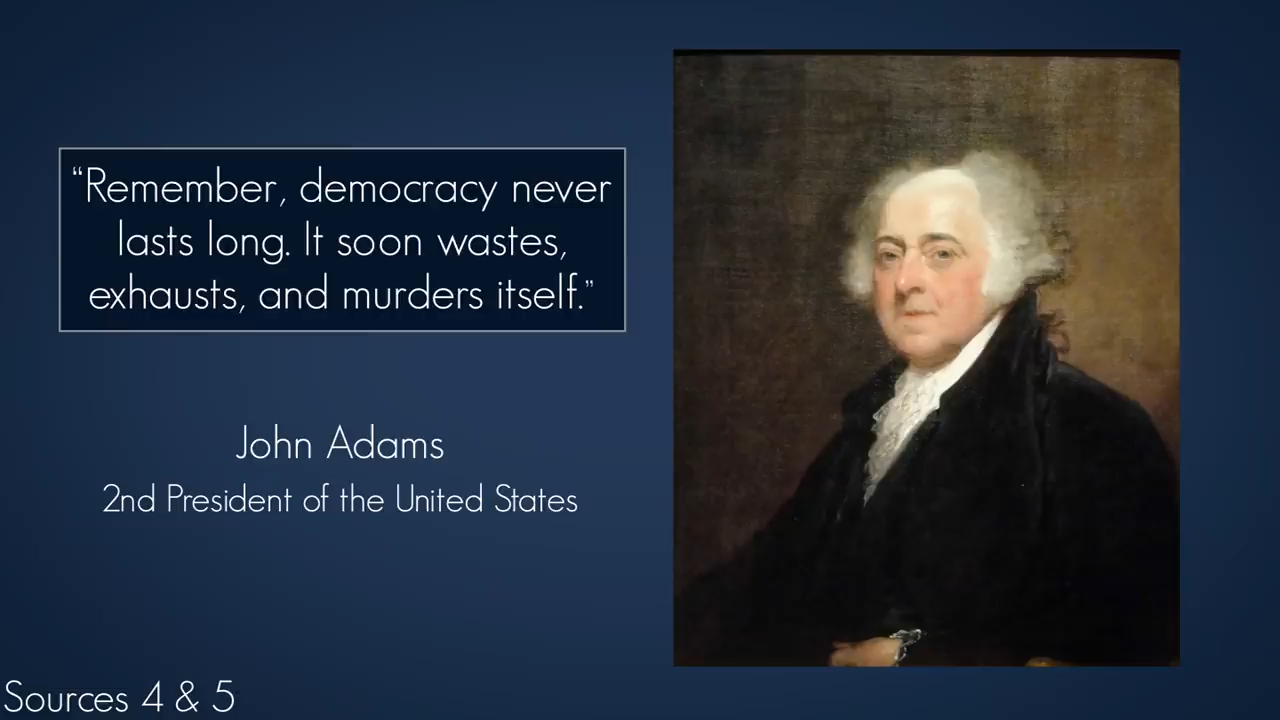 “Remember, democracy never
lasts long. It soon wastes,
exhausts, and murders itself.”
John Adams
2nd President of the United States
Sources 4 & 5